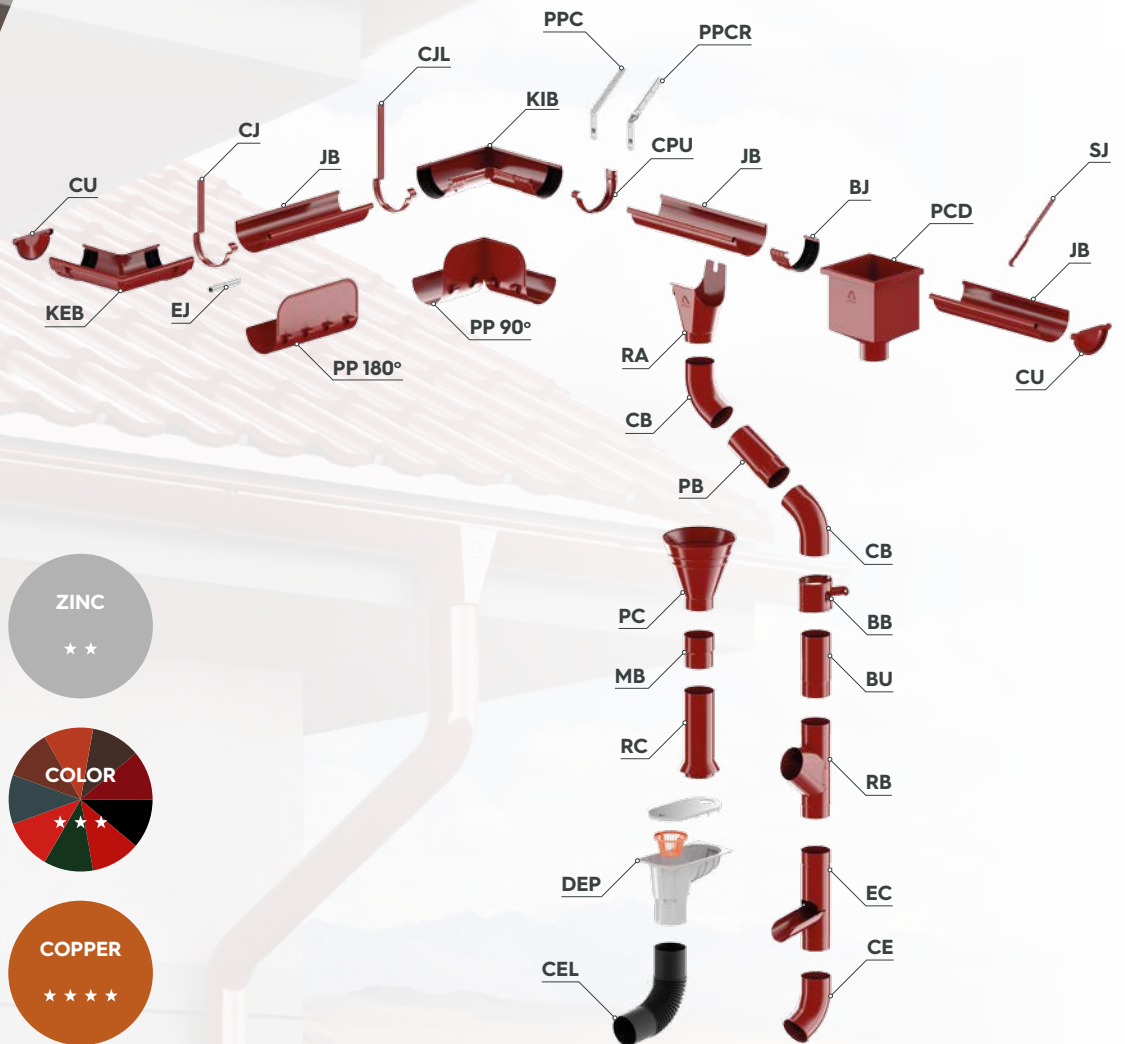 PPC
PPCR
CJL
KIB
CJ
JB
CPU
JB
SJ
CU
BJ
PCD
JB
KEB
EJ
PP 90°
PP 180°
RA
CU
CB
PB
CB
ZINC
PC
BB
MB
BU
RC
RB
COLOR
DEP
EC
COPPER
CEL
CE